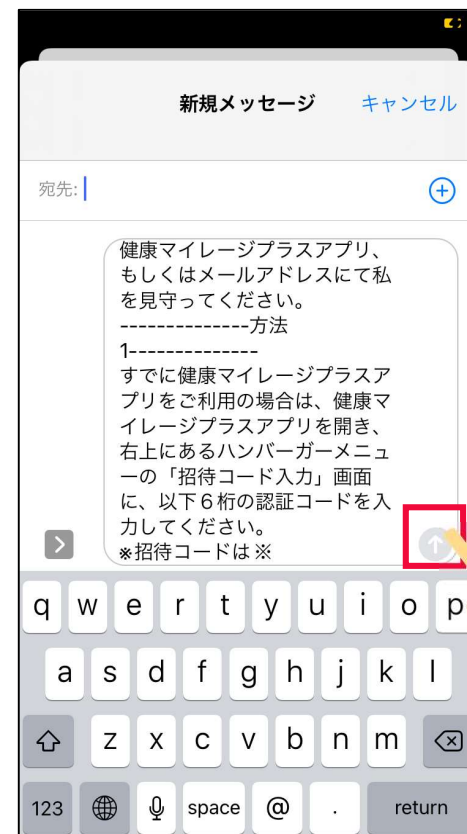 新規メッセージ キャンセル
宛先:
健康マイレージプラスアプリ、
もしくはメールアドレスにて私
を見守ってください。
--------------方法
1--------------
すでに健康マイレージプラスア
プリをご利用の場合は、健康マ
イレージプラスアプリを開き、
右上にあるハンバーガーメニュ
ーの「招待コード入力」画面
に、以下６桁の認証コードを入
力してください。
※招待コードは※
q w e r t y u i o p
a s d f g h j k l
z x c v b n m
123 space @ . return